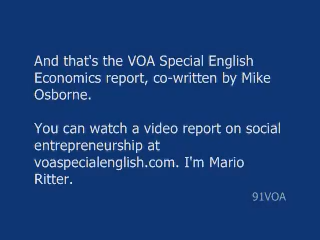 And that's the VOA Special English
Economics report, co-written by Mike
Osborne.
You can watch a video report on social
entrepreneurship at
voaspecialenglish.com. I'm Mario
Ritter.
91VOA